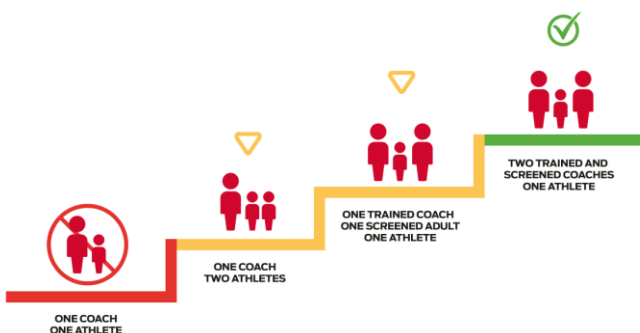 ONE COACH
ONE ATHLETE
ONE COACH
TWO ATHLETES
ONE TRAINED COACH
ONE SCREENED ADULT
ONE ATHLETE
TWO TRAINED AND
SCREENED COACHES
ONE ATHLETE